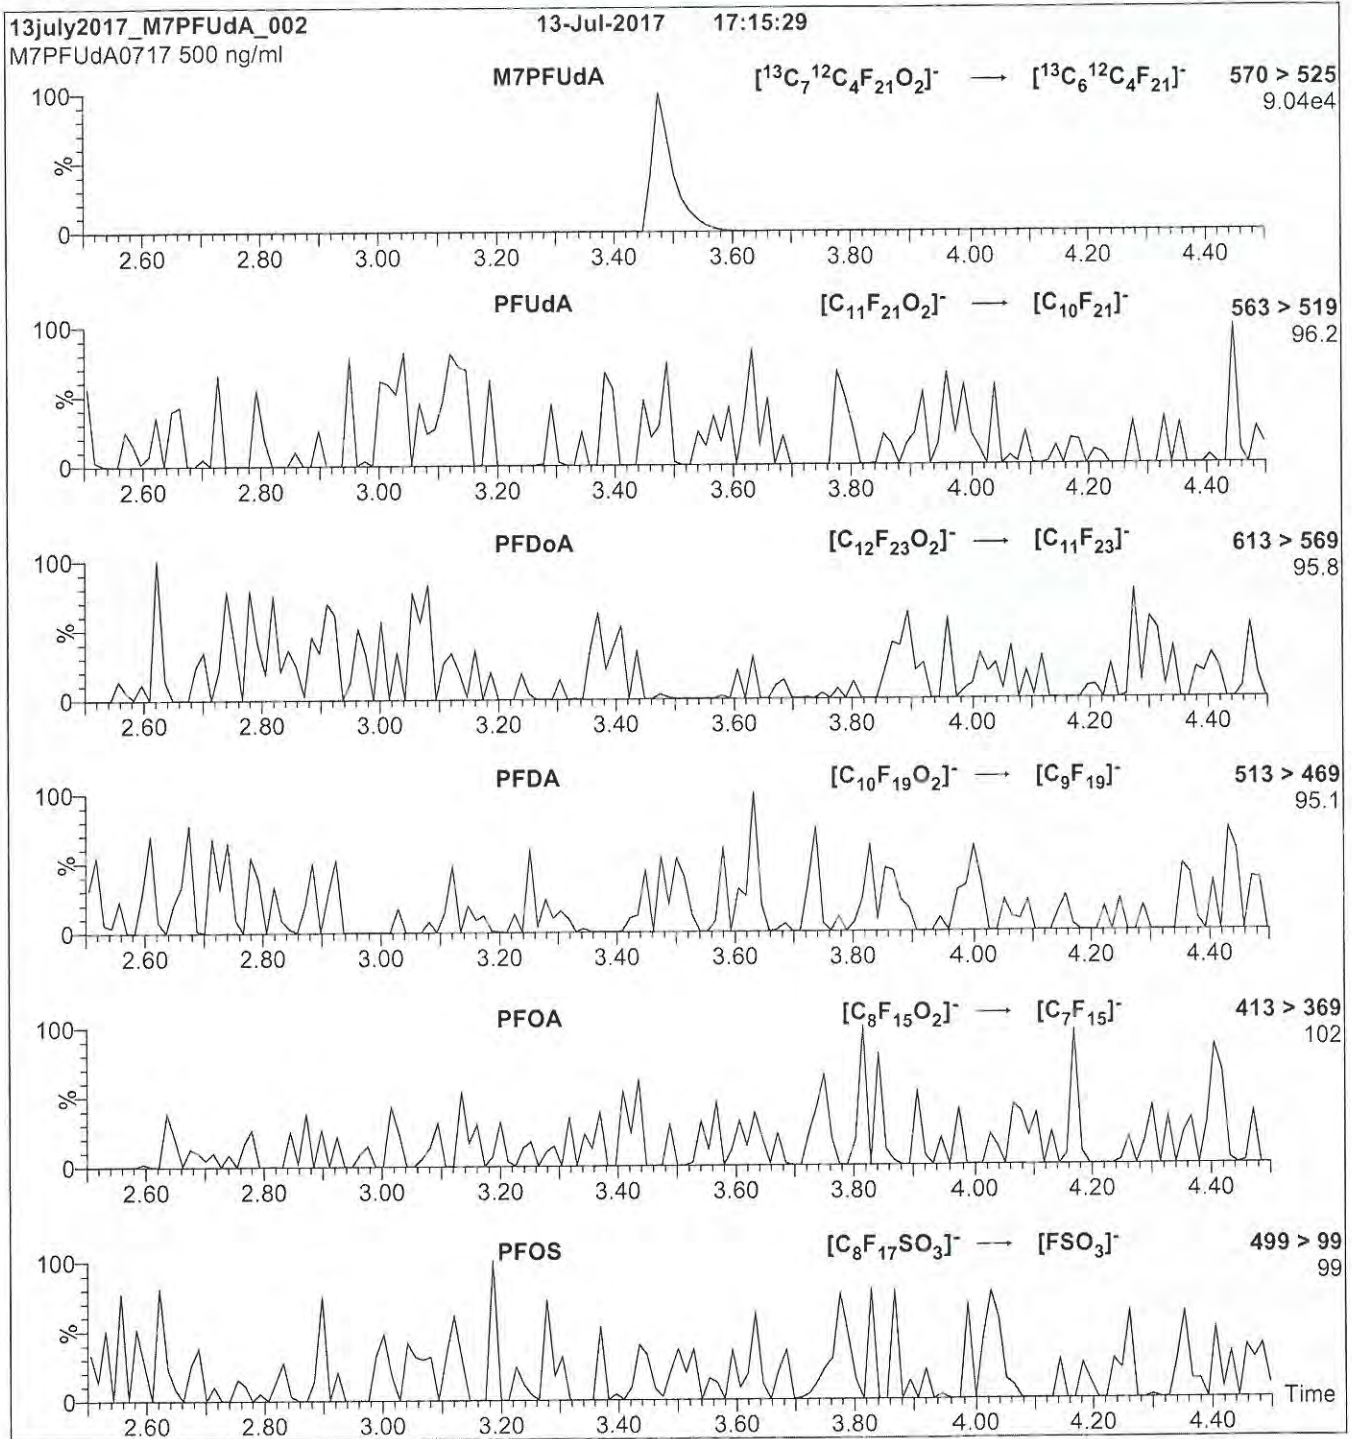 13july2017_M7PFUdA_002 13-Jul-2017 17:15:29
M7PFUdA0717 500 ng/ml
M7PFUdA [¹³C₇¹²C₄F₂₁O₂]⁻ → [¹³C₆¹²C₄F₂₁]⁻ 570 > 525
9.04e4
100
%
0
2.60 2.80 3.00 3.20 3.40 3.60 3.80 4.00 4.20 4.40
PFUdA [C₁₁F₂₁O₂]⁻ → [C₁₀F₂₁]⁻ 563 > 519
96.2
100
%
0
2.60 2.80 3.00 3.20 3.40 3.60 3.80 4.00 4.20 4.40
PFDoA [C₁₂F₂₃O₂]⁻ → [C₁₁F₂₃]⁻ 613 > 569
95.8
100
%
0
2.60 2.80 3.00 3.20 3.40 3.60 3.80 4.00 4.20 4.40
PFDA [C₁₀F₁₉O₂]⁻ → [C₉F₁₉]⁻ 513 > 469
95.1
100
%
0
2.60 2.80 3.00 3.20 3.40 3.60 3.80 4.00 4.20 4.40
PFOA [C₈F₁₅O₂]⁻ → [C₇F₁₅]⁻ 413 > 369
102
100
%
0
2.60 2.80 3.00 3.20 3.40 3.60 3.80 4.00 4.20 4.40
PFOS [C₈F₁₇SO₃]⁻ → [FSO₃]⁻ 499 > 99
99
100
%
0
Time
2.60 2.80 3.00 3.20 3.40 3.60 3.80 4.00 4.20 4.40